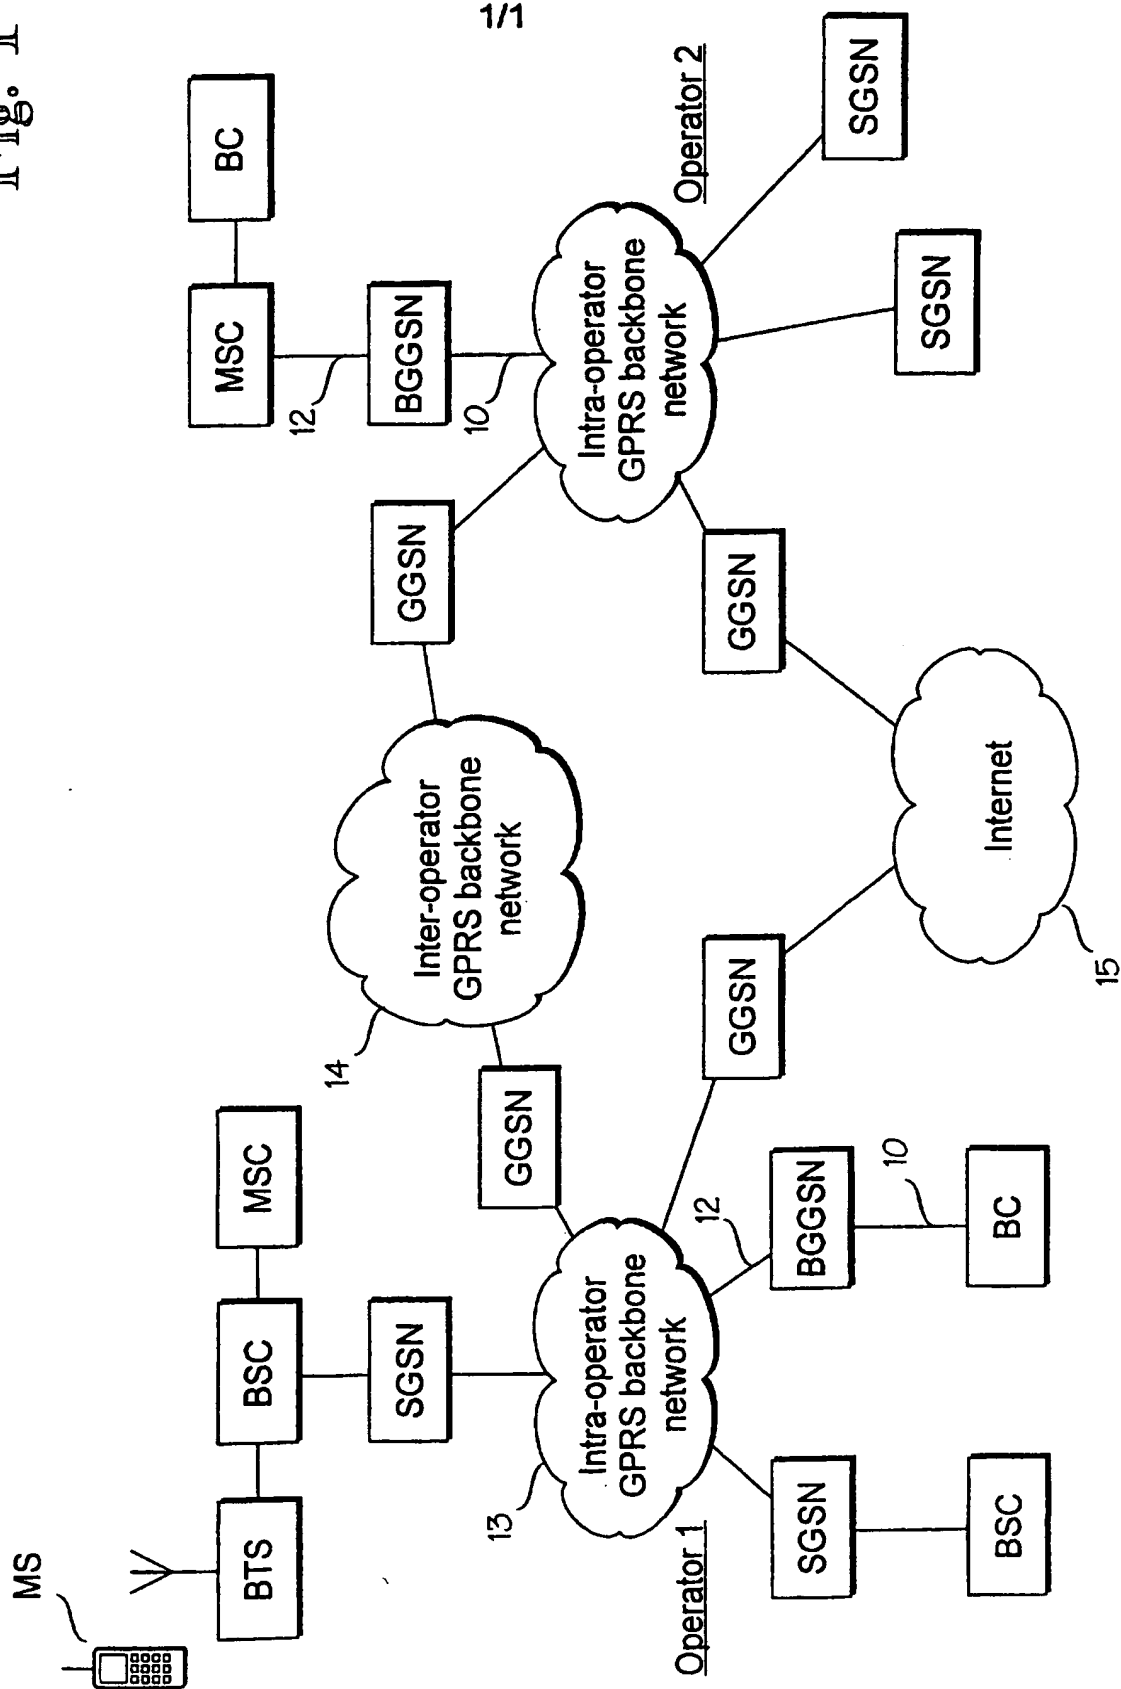 1/1
Fig. 1
MS
BTS
BSC
MSC
SGSN
14
Inter-operator
GPRS backbone
network
GGSN
GGSN
MSC
BC
12
BGGSN
10
13
Intra-operator
GPRS backbone
network
Operator 1
Intra-operator
GPRS backbone
network
Operator 2
SGSN
BSC
12
BGGSN
10
BC
GGSN
GGSN
Internet
15
SGSN
SGSN